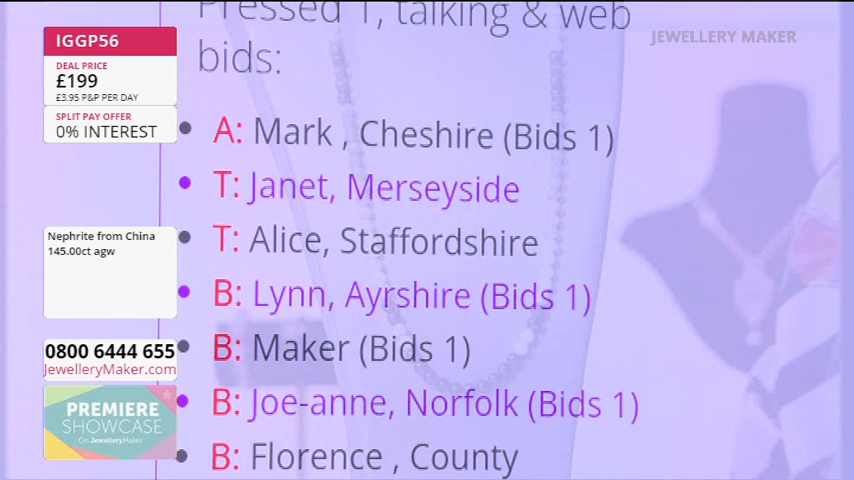 Pressed 1, talking & web
bids:
JEWELLERY MAKER
IGGP56
DEAL PRICE
£199
£3.95 P&P PER DAY
SPLIT PAY OFFER
0% INTEREST
A: Mark , Cheshire (Bids 1)
T: Janet, Merseyside
T: Alice, Staffordshire
B: Lynn, Ayrshire (Bids 1)
B: Maker (Bids 1)
B: Joe-anne, Norfolk (Bids 1)
B: Florence , County
Nephrite from China
145.00ct agw
0800 6444 655
JewelleryMaker.com
PREMIERE
SHOWCASE
On JewelleryMaker